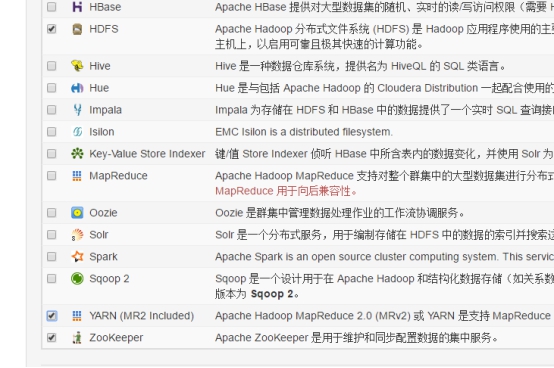 HBase Apache HBase 提供对大型数据集的随机、实时的读/写访问权限（需要 H
HDFS Apache Hadoop 分布式文件系统 (HDFS) 是 Hadoop 应用程序使用的主要
主机上，以启用可靠且极其快速的计算功能。
Hive Hive 是一种数据仓库系统，提供名为 HiveQL 的 SQL 类语言。
Hue Hue 是与包括 Apache Hadoop 的 Cloudera Distribution 一起配合使用的
Impala Impala 为存储在 HDFS 和 HBase 中的数据提供了一个实时 SQL 查询接
Isilon EMC Isilon is a distributed filesystem.
Key-Value Store Indexer 键/值 Store Indexer 侦听 HBase 中所含表内的数据变化，并使用 Solr 为
MapReduce Apache Hadoop MapReduce 支持对整个群集中的大型数据集进行分布式
MapReduce 用于向后兼容性。
Oozie Oozie 是群集中管理数据处理作业的工作流协调服务。
Solr Solr 是一个分布式服务，用于编制存储在 HDFS 中的数据的索引并搜索这
Spark Apache Spark is an open source cluster computing system. This servic
Sqoop 2 Sqoop 是一个设计用于在 Apache Hadoop 和结构化数据存储（如关系数
版本为 Sqoop 2。
YARN (MR2 Included) Apache Hadoop MapReduce 2.0 (MRv2) 或 YARN 是支持 MapReduce
ZooKeeper Apache ZooKeeper 是用于维护和同步配置数据的集中服务。